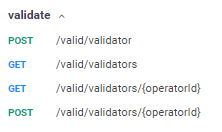 validate
POST /valid/validator
GET /valid/validators
GET /valid/validators/{operatorId}
POST /valid/validators/{operatorId}